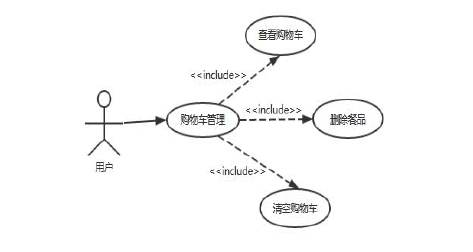 查看购物车
<<include>>
<<include>>
购物车管理
删除餐品
用户
<<include>>
清空购物车